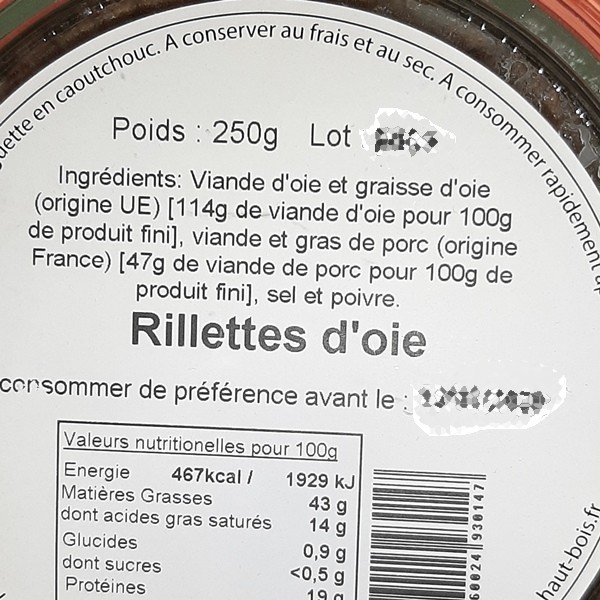 uette en caoutchouc. A conserver au frais et au sec. A consommer rapidement
Poids : 250g Lot
Ingrédients: Viande d'oie et graisse d'oie
(origine UE) [114g de viande d'oie pour 100g
de produit fini], viande et gras de porc (origine
France) [47g de viande de porc pour 100g de
produit fini], sel et poivre.
Rillettes d'oie
consommer de préférence avant le :
Valeurs nutritionelles pour 100g
Energie 467kcal / 1929 kJ
Matières Grasses 43 g
dont acides gras saturés 14 g
Glucides 0,9 g
dont sucres <0,5 g
Protéines 19 g
60024 930147
haut-bois.fr